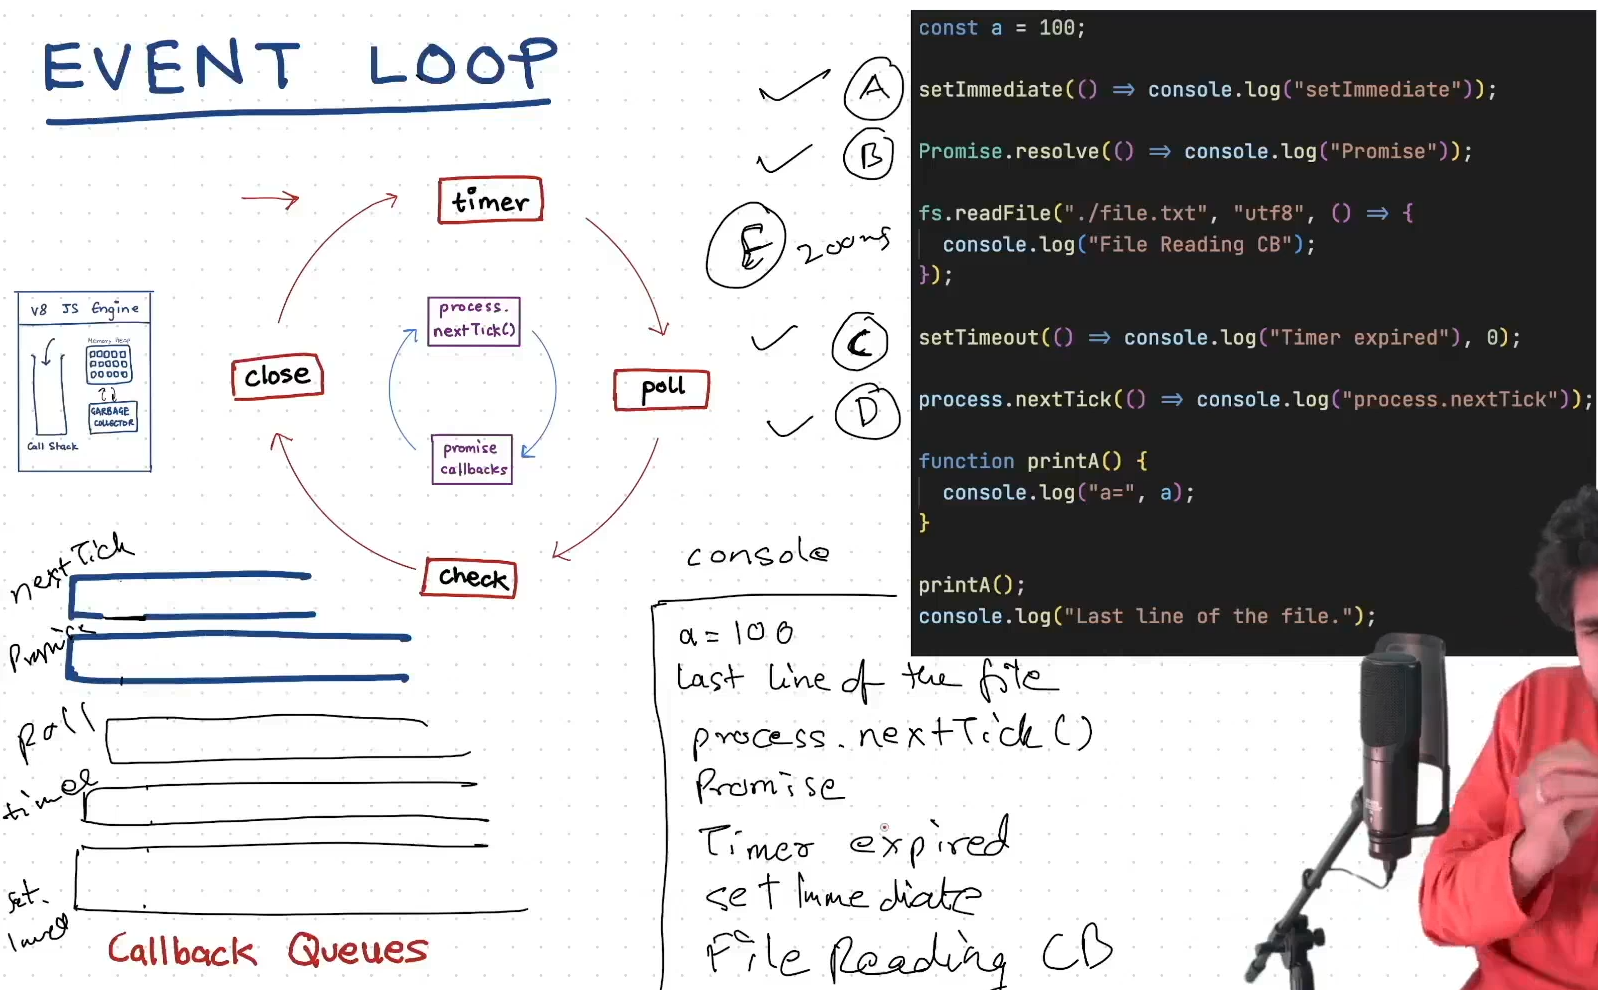 EVENT LOOP
timer
process.
nextTick()
poll
promise
callbacks
check
close
V8 JS Engine
Memory Heap
GARBAGE
COLLECTOR
Call Stack
A
B
E 200ms
C
D
nextTick
Promise
poll
timer
Callback Queues
console
a = 100
last line of the file
process.nextTick()
Promise
Timer expired
set Immediate
File Reading CB
const a = 100;
setImmediate(() => console.log("setImmediate"));
Promise.resolve(() => console.log("Promise"));
fs.readFile("./file.txt", "utf8", () => {
console.log("File Reading CB");
});
setTimeout(() => console.log("Timer expired"), 0);
process.nextTick(() => console.log("process.nextTick"));
function printA() {
console.log("a=", a);
}
printA();
console.log("Last line of the file.");